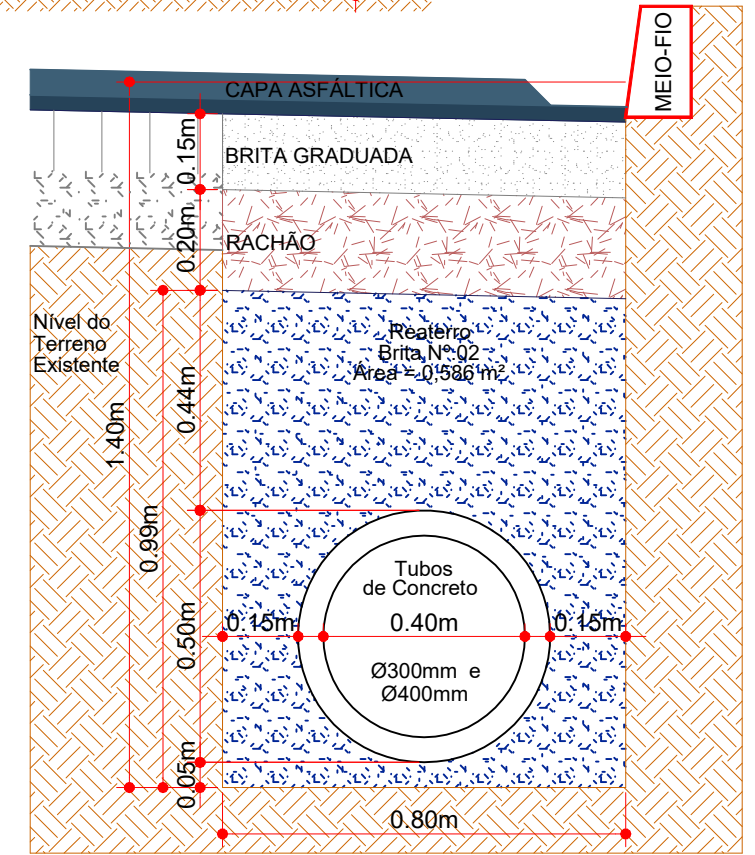 MEIO-FIO
CAPA ASFÁLTICA
0.15m
BRITA GRADUADA
0.20m
RACHÃO
Nível do
Terreno
Existente
Reaterro
Brita Nº 02
Área = 0,586 m²
0.44m
1.40m
0.99m
Tubos
de Concreto
0.15m
0.40m
0.15m
0.50m
Ø300mm e
Ø400mm
0.05m
0.80m